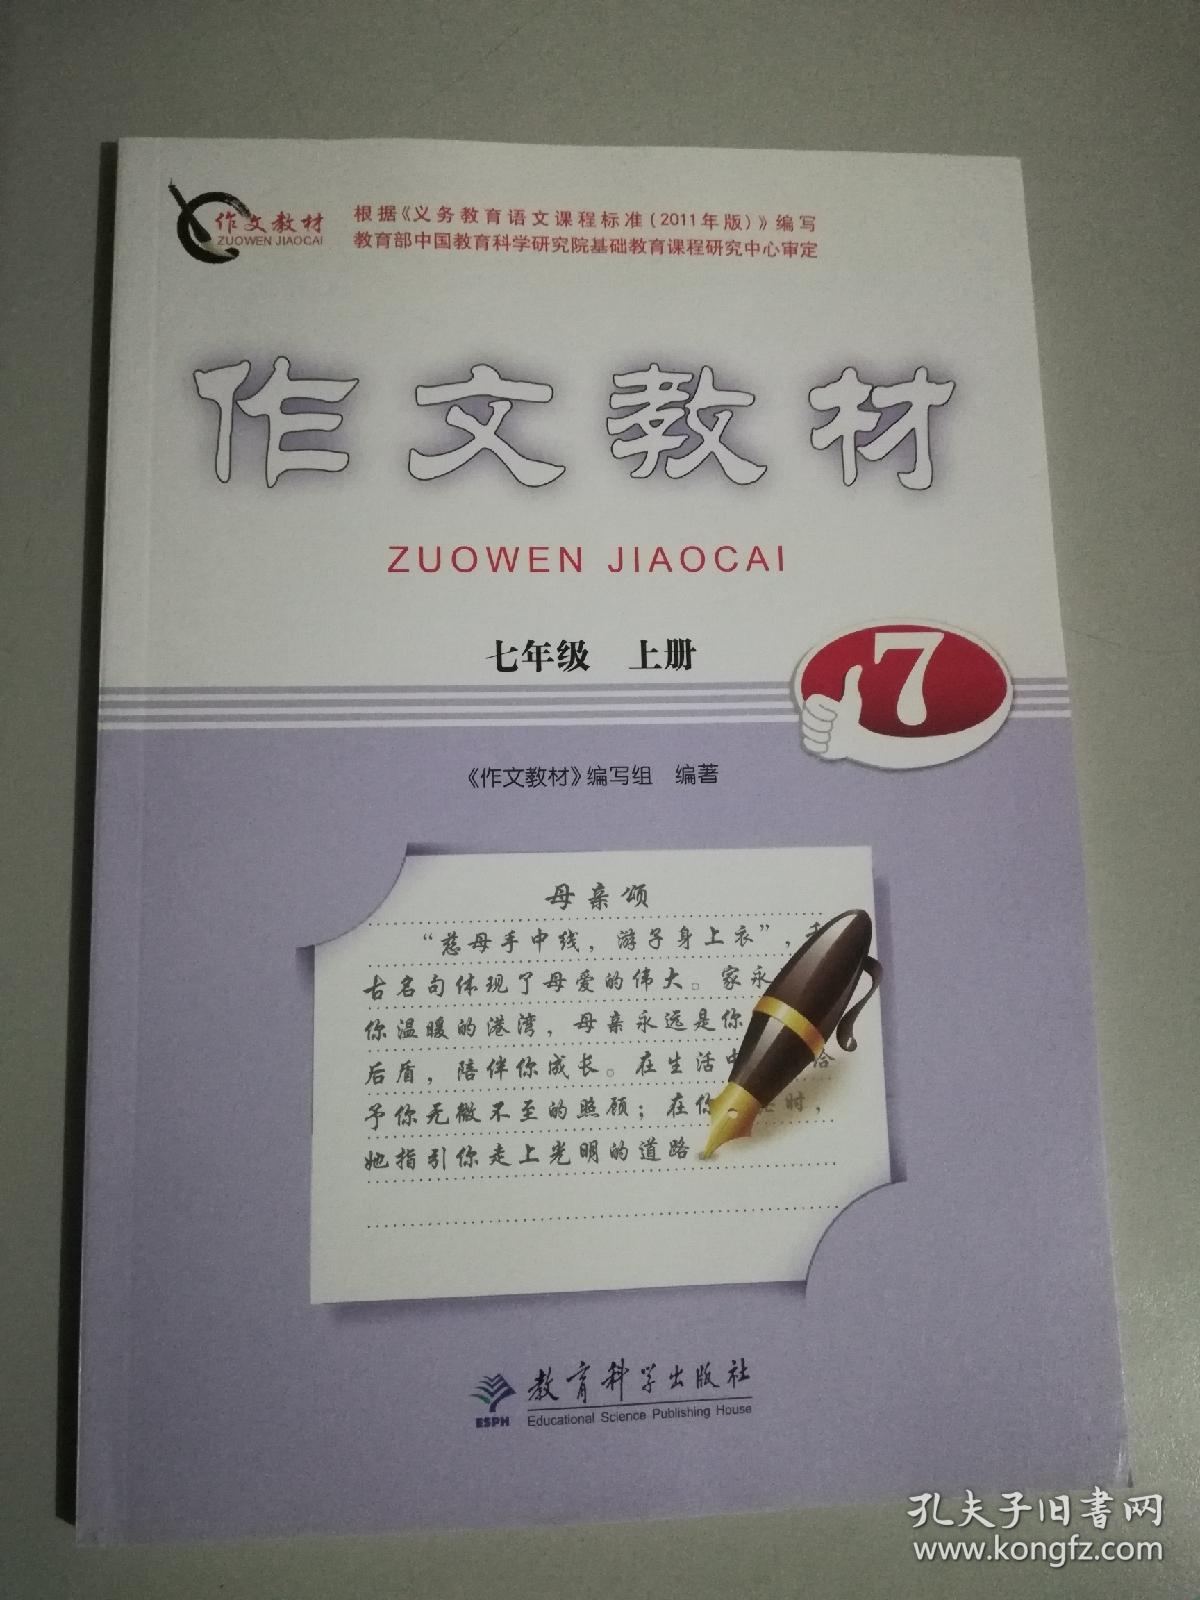 作文教材
ZUOWEN JIAOCAI
根据《义务教育语文课程标准(2011年版)》编写
教育部中国教育科学研究院基础教育课程研究中心审定
作文教材
ZUOWEN JIAOCAI
七年级 上册
7
《作文教材》编写组 编著
母亲颂
“慈母手中线，游子身上衣”，
古名句体现了母爱的伟大。家永
你温暖的港湾，母亲永远是你
后盾，陪伴你成长。在生活中
予你无微不至的照顾；在你 时，
她指引你走上光明的道路。
教育科学出版社
ESPH
Educational Science Publishing House
孔夫子旧书网
www.kongfz.com